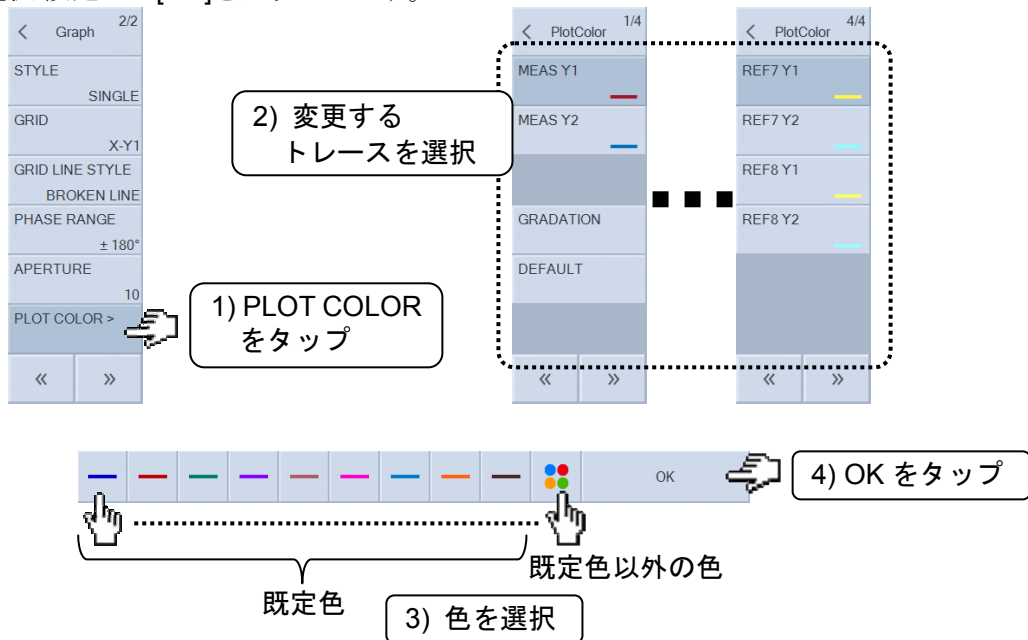 Graph 2/2
STYLE
SINGLE
GRID
X-Y1
GRID LINE STYLE
BROKEN LINE
PHASE RANGE
± 180°
APERTURE
10
PLOT COLOR >
« »
1) PLOT COLOR
をタップ
2) 変更する
トレースを選択
PlotColor 1/4
MEAS Y1
MEAS Y2
GRADATION
DEFAULT
« »
PlotColor 4/4
REF7 Y1
REF7 Y2
REF8 Y1
REF8 Y2
« »
OK
4) OK をタップ
既定色以外の色
既定色
3) 色を選択